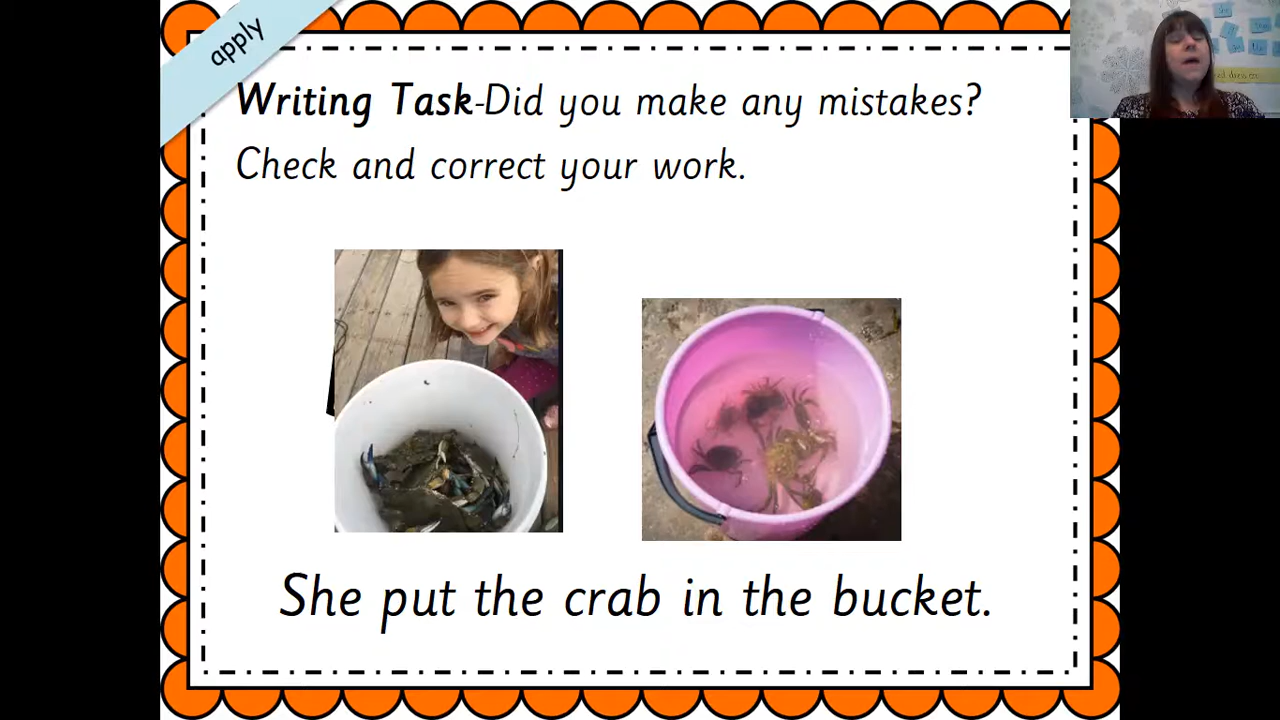 apply
Writing Task-Did you make any mistakes?
Check and correct your work.
She put the crab in the bucket.